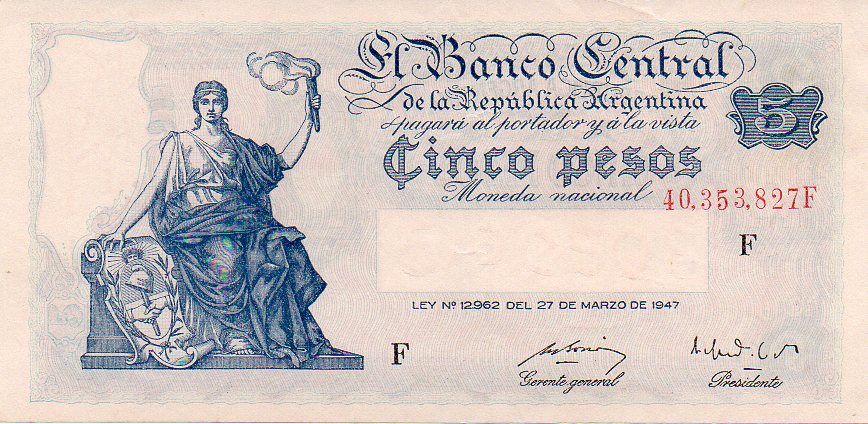 El Banco Central
de la República Argentina
pagará al portador y á la vista
5
Cinco pesos
Moneda nacional
40,353,827F
F
LEY Nº 12.962 DEL 27 DE MARZO DE 1947
F
Gerente general
Presidente